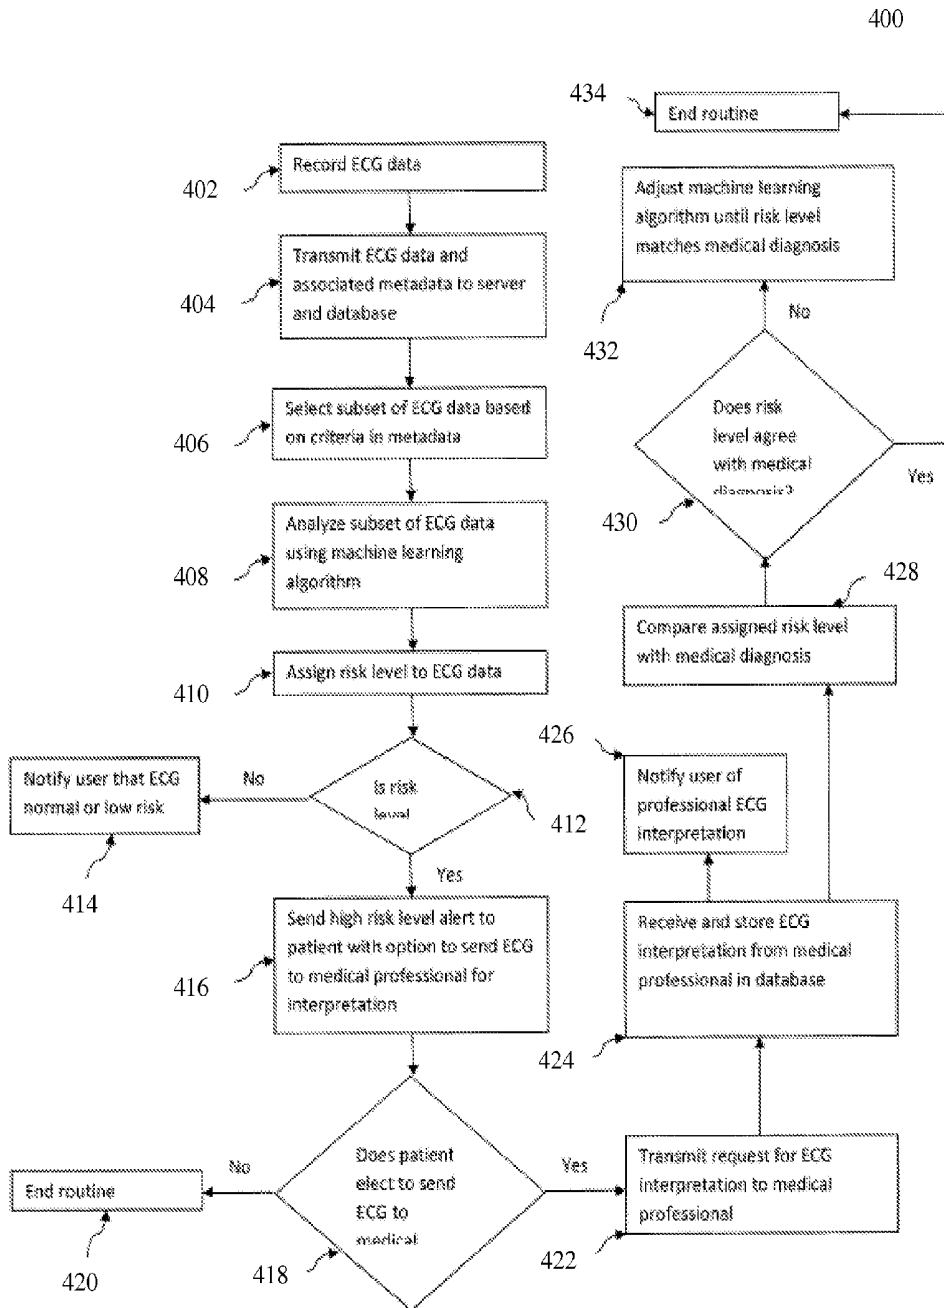 400
402
Record ECG data
404
Transmit ECG data and
associated metadata to server
and database
406
Select subset of ECG data based
on criteria in metadata
408
Analyze subset of ECG data
using machine learning
algorithm
410
Assign risk level to ECG data
Is risk
level
412
No
Notify user that ECG
normal or low risk
414
Yes
416
Send high risk level alert to
patient with option to send ECG
to medical professional for
interpretation
Does patient
elect to send
ECG to
medical
418
No
End routine
420
Yes
Transmit request for ECG
interpretation to medical
professional
422
Receive and store ECG
interpretation from medical
professional in database
424
426
Notify user of
professional ECG
interpretation
428
Compare assigned risk level
with medical diagnosis
Does risk
level agree
with medical
diagnosis?
430
No
Yes
Adjust machine learning
algorithm until risk level
matches medical diagnosis
432
434
End routine